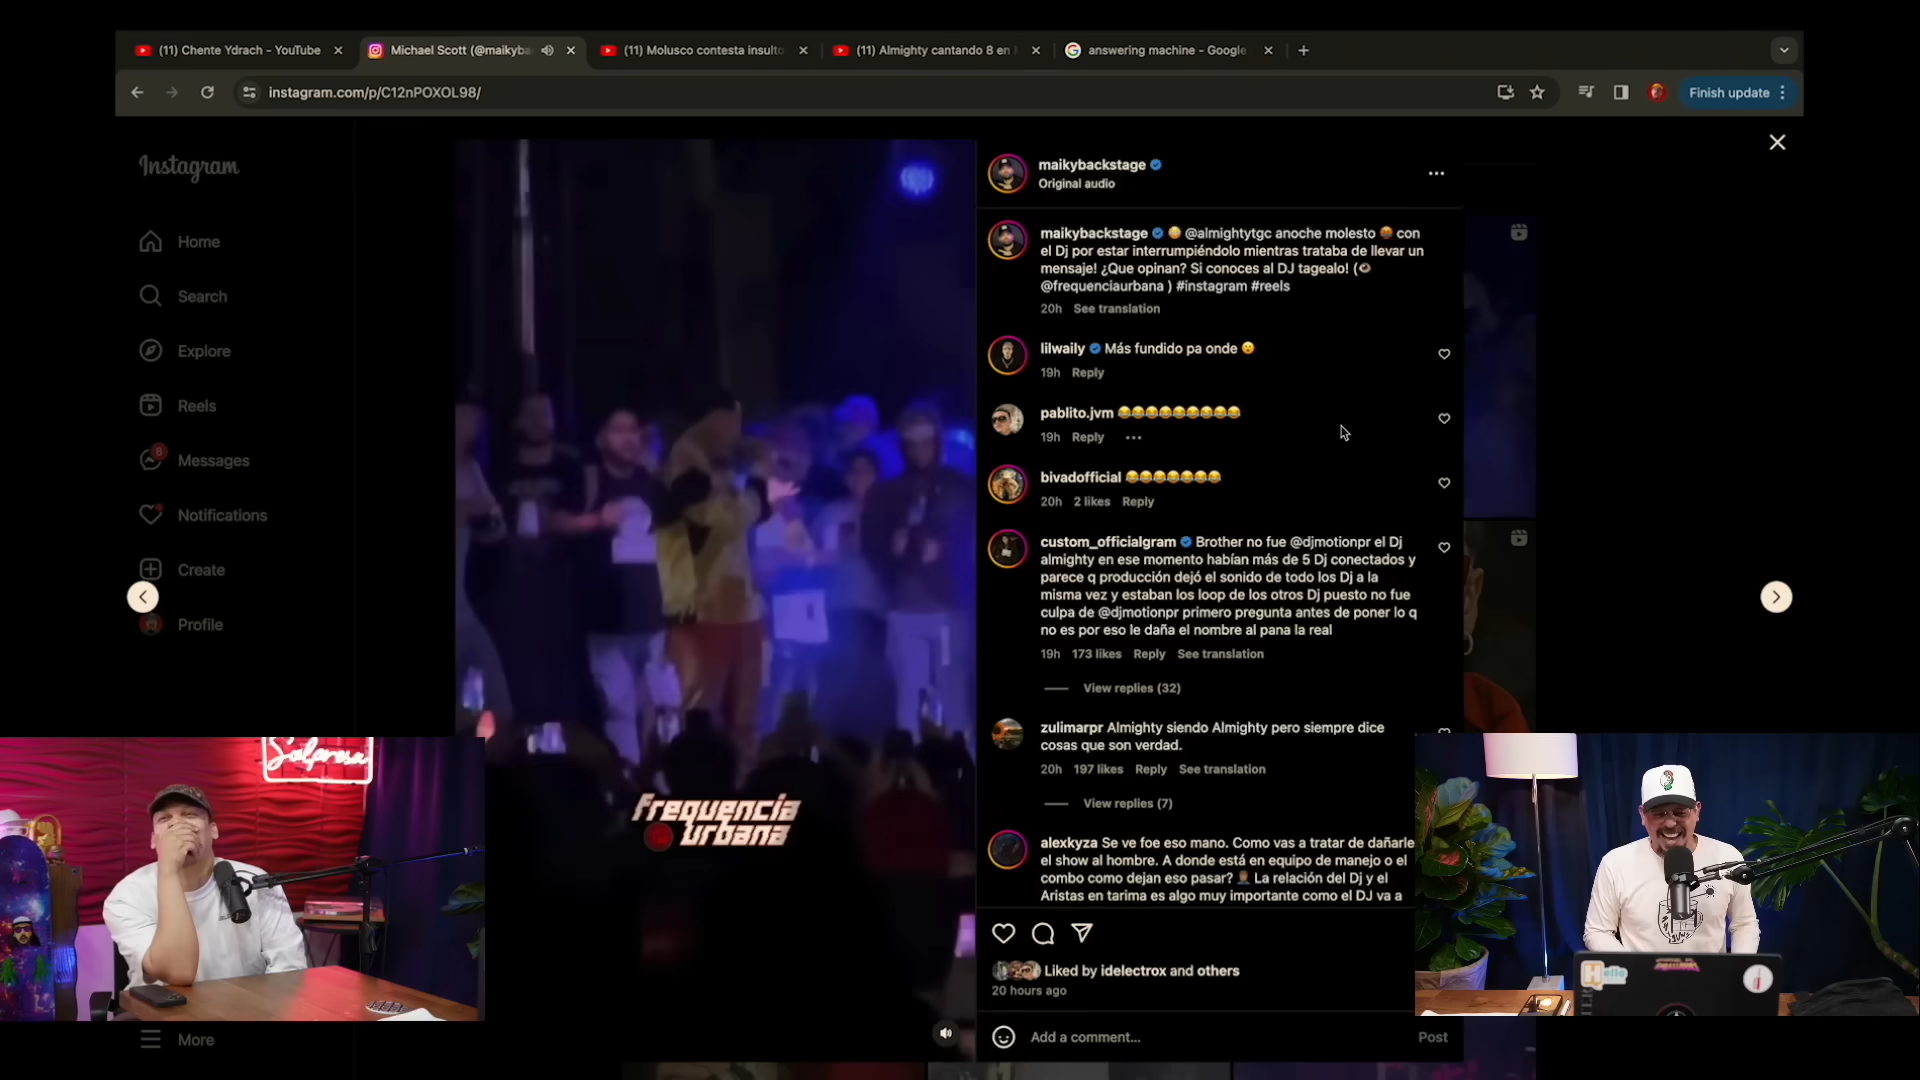 (11) Chente Ydrach - YouTube
Michael Scott (@maikyba
(11) Molusco contesta insulto
(11) Almighty cantando 8 en
answering machine - Google
instagram.com/p/C12nPOXOL98/
Finish update
Instagram
Home
Search
Explore
Reels
8
Messages
Notifications
Create
Profile
More
maikybackstage
Original audio
maikybackstage 😳 @almightytgc anoche molesto 😡 con
el Dj por estar interrumpiéndolo mientras trataba de llevar un
mensaje! ¿Que opinan? Si conoces al DJ tagealo! (
@frequenciaurbana ) #instagram #reels
20h See translation
lilwaily Más fundido pa onde 😮
19h Reply
pablito.jvm 😂😂😂😂😂😂😂😂😂
19h Reply
bivadofficial 😂😂😂😂😂😂😂
20h 2 likes Reply
custom_officialgram Brother no fue @djmotionpr el Dj
almighty en ese momento habían más de 5 Dj conectados y
parece q producción dejó el sonido de todo los Dj a la
misma vez y estaban los loop de los otros Dj puesto no fue
culpa de @djmotionpr primero pregunta antes de poner lo q
no es por eso le daña el nombre al pana la real
19h 173 likes Reply See translation
View replies (32)
zulimarpr Almighty siendo Almighty pero siempre dice
cosas que son verdad.
20h 197 likes Reply See translation
View replies (7)
alexkyza Se ve foe eso mano. Como vas a tratar de dañarle
el show al hombre. A donde está en equipo de manejo o el
combo como dejan eso pasar? La relación del Dj y el
Aristas en tarima es algo muy importante como el DJ va a
Liked by idelectrox and others
20 hours ago
Add a comment...
Post
frequencia
urbana
Salpresa
Hello